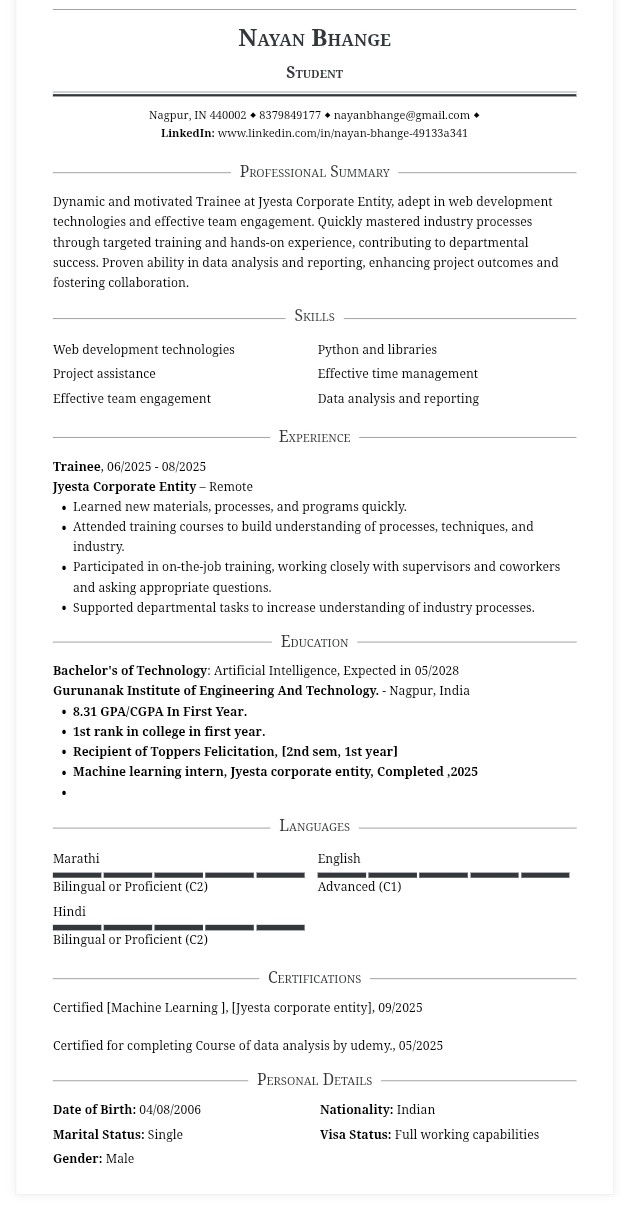 Nayan Bhange
Student
Nagpur, IN 440002 ◆ 8379849177 ◆ nayanbhange@gmail.com ◆
LinkedIn: www.linkedin.com/in/nayan-bhange-49133a341
Professional Summary
Dynamic and motivated Trainee at Jyesta Corporate Entity, adept in web development
technologies and effective team engagement. Quickly mastered industry processes
through targeted training and hands-on experience, contributing to departmental
success. Proven ability in data analysis and reporting, enhancing project outcomes and
fostering collaboration.
Skills
Web development technologies
Python and libraries
Project assistance
Effective time management
Effective team engagement
Data analysis and reporting
Experience
Trainee, 06/2025 - 08/2025
Jyesta Corporate Entity – Remote
• Learned new materials, processes, and programs quickly.
• Attended training courses to build understanding of processes, techniques, and
industry.
• Participated in on-the-job training, working closely with supervisors and coworkers
and asking appropriate questions.
• Supported departmental tasks to increase understanding of industry processes.
Education
Bachelor's of Technology: Artificial Intelligence, Expected in 05/2028
Gurunanak Institute of Engineering And Technology. - Nagpur, India
• 8.31 GPA/CGPA In First Year.
• 1st rank in college in first year.
• Recipient of Toppers Felicitation, [2nd sem, 1st year]
• Machine learning intern, Jyesta corporate entity, Completed ,2025
•
Languages
Marathi
English
Bilingual or Proficient (C2)
Advanced (C1)
Hindi
Bilingual or Proficient (C2)
Certifications
Certified [Machine Learning ], [Jyesta corporate entity], 09/2025
Certified for completing Course of data analysis by udemy., 05/2025
Personal Details
Date of Birth: 04/08/2006
Nationality: Indian
Marital Status: Single
Visa Status: Full working capabilities
Gender: Male